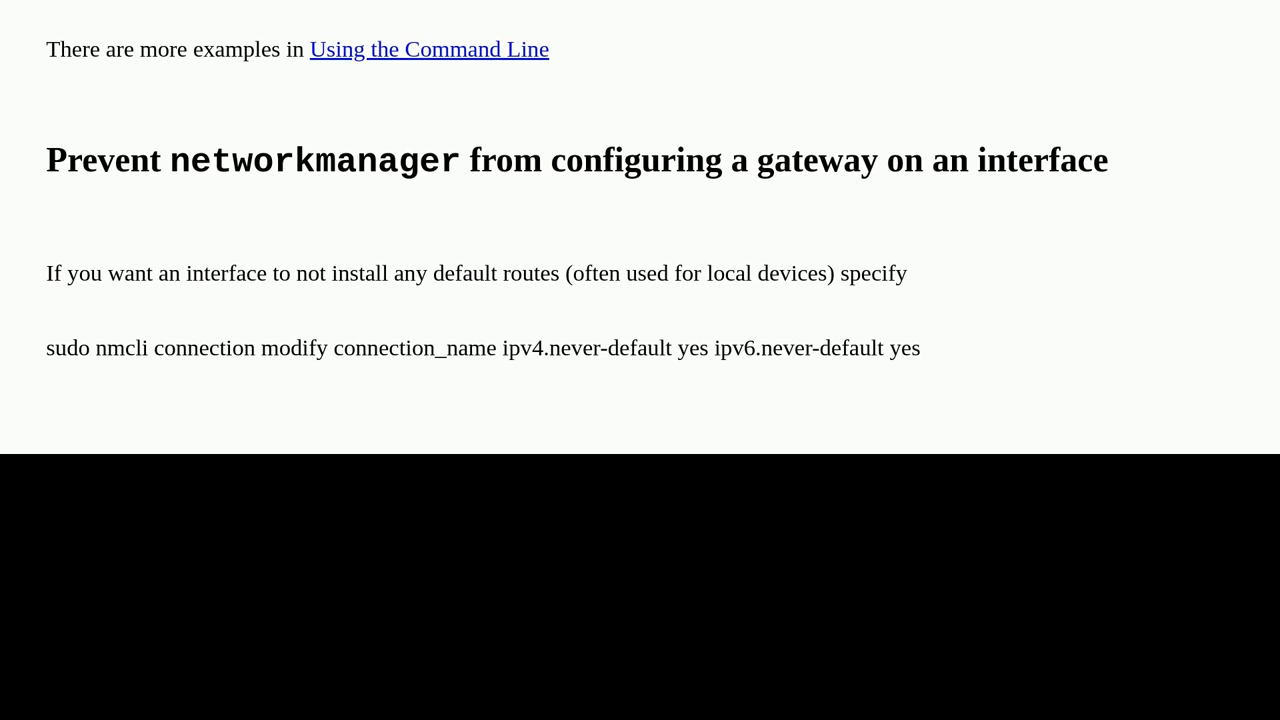 There are more examples in Using the Command Line
Prevent networkmanager from configuring a gateway on an interface
If you want an interface to not install any default routes (often used for local devices) specify
sudo nmcli connection modify connection_name ipv4.never-default yes ipv6.never-default yes